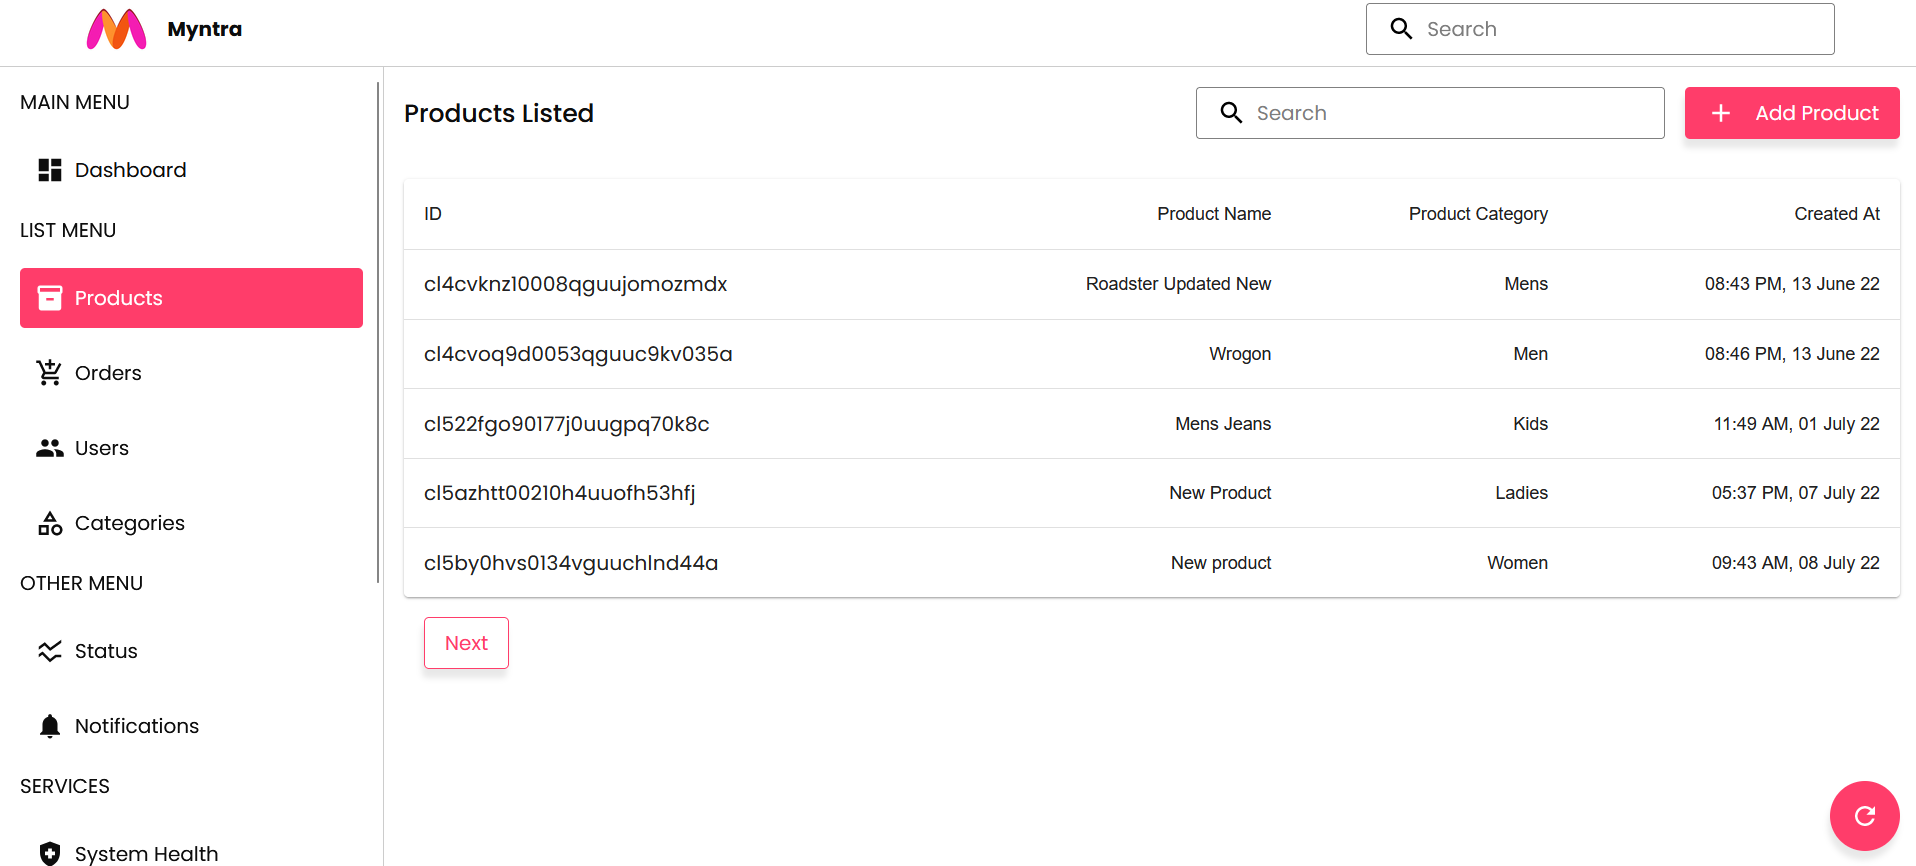 Myntra
Search
MAIN MENU
Dashboard
LIST MENU
Products
Orders
Users
Categories
OTHER MENU
Status
Notifications
SERVICES
System Health
Products Listed
Search
Add Product
ID Product Name Product Category Created At
cl4cvknz10008qguujomozmdx Roadster Updated New Mens 08:43 PM, 13 June 22
cl4cvoq9d0053qguuc9kv035a Wrogon Men 08:46 PM, 13 June 22
cl522fgo90177j0uugpq70k8c Mens Jeans Kids 11:49 AM, 01 July 22
cl5azhtt00210h4uuofh53hfj New Product Ladies 05:37 PM, 07 July 22
cl5by0hvs0134vguuchlnd44a New product Women 09:43 AM, 08 July 22
Next